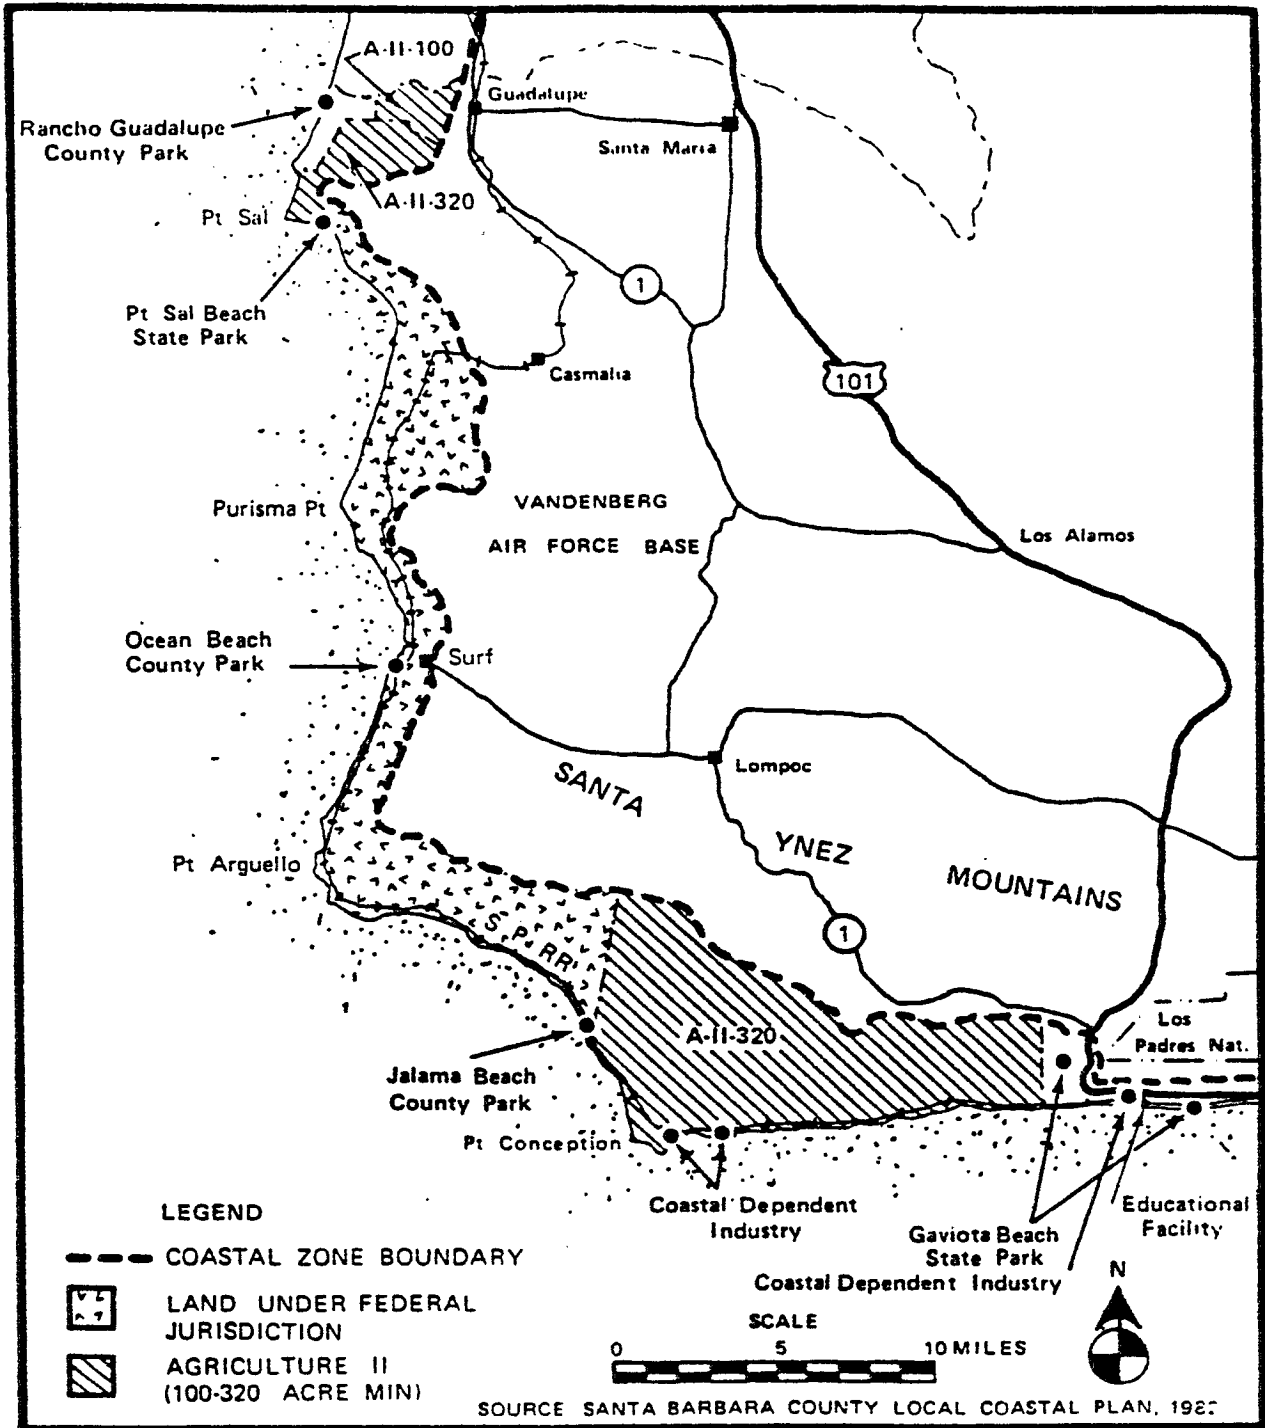 A-II-100
Guadalupe
Rancho Guadalupe
County Park
Santa Maria
A-II-320
Pt Sal
1
Pt Sal Beach
State Park
Casmalia
101
Purisma Pt
VANDENBERG
AIR FORCE BASE
Los Alamos
Ocean Beach
County Park
Surf
Lompoc
SANTA
YNEZ
MOUNTAINS
Pt Arguello
1
S P RR
Los
Padres Nat.
A-II-320
Jalama Beach
County Park
Pt Conception
Coastal Dependent
Industry
Educational
Facility
Gaviota Beach
State Park
Coastal Dependent Industry
LEGEND
COASTAL ZONE BOUNDARY
LAND UNDER FEDERAL
JURISDICTION
AGRICULTURE II
(100-320 ACRE MIN)
N
SCALE
0 5 10 MILES
SOURCE SANTA BARBARA COUNTY LOCAL COASTAL PLAN,